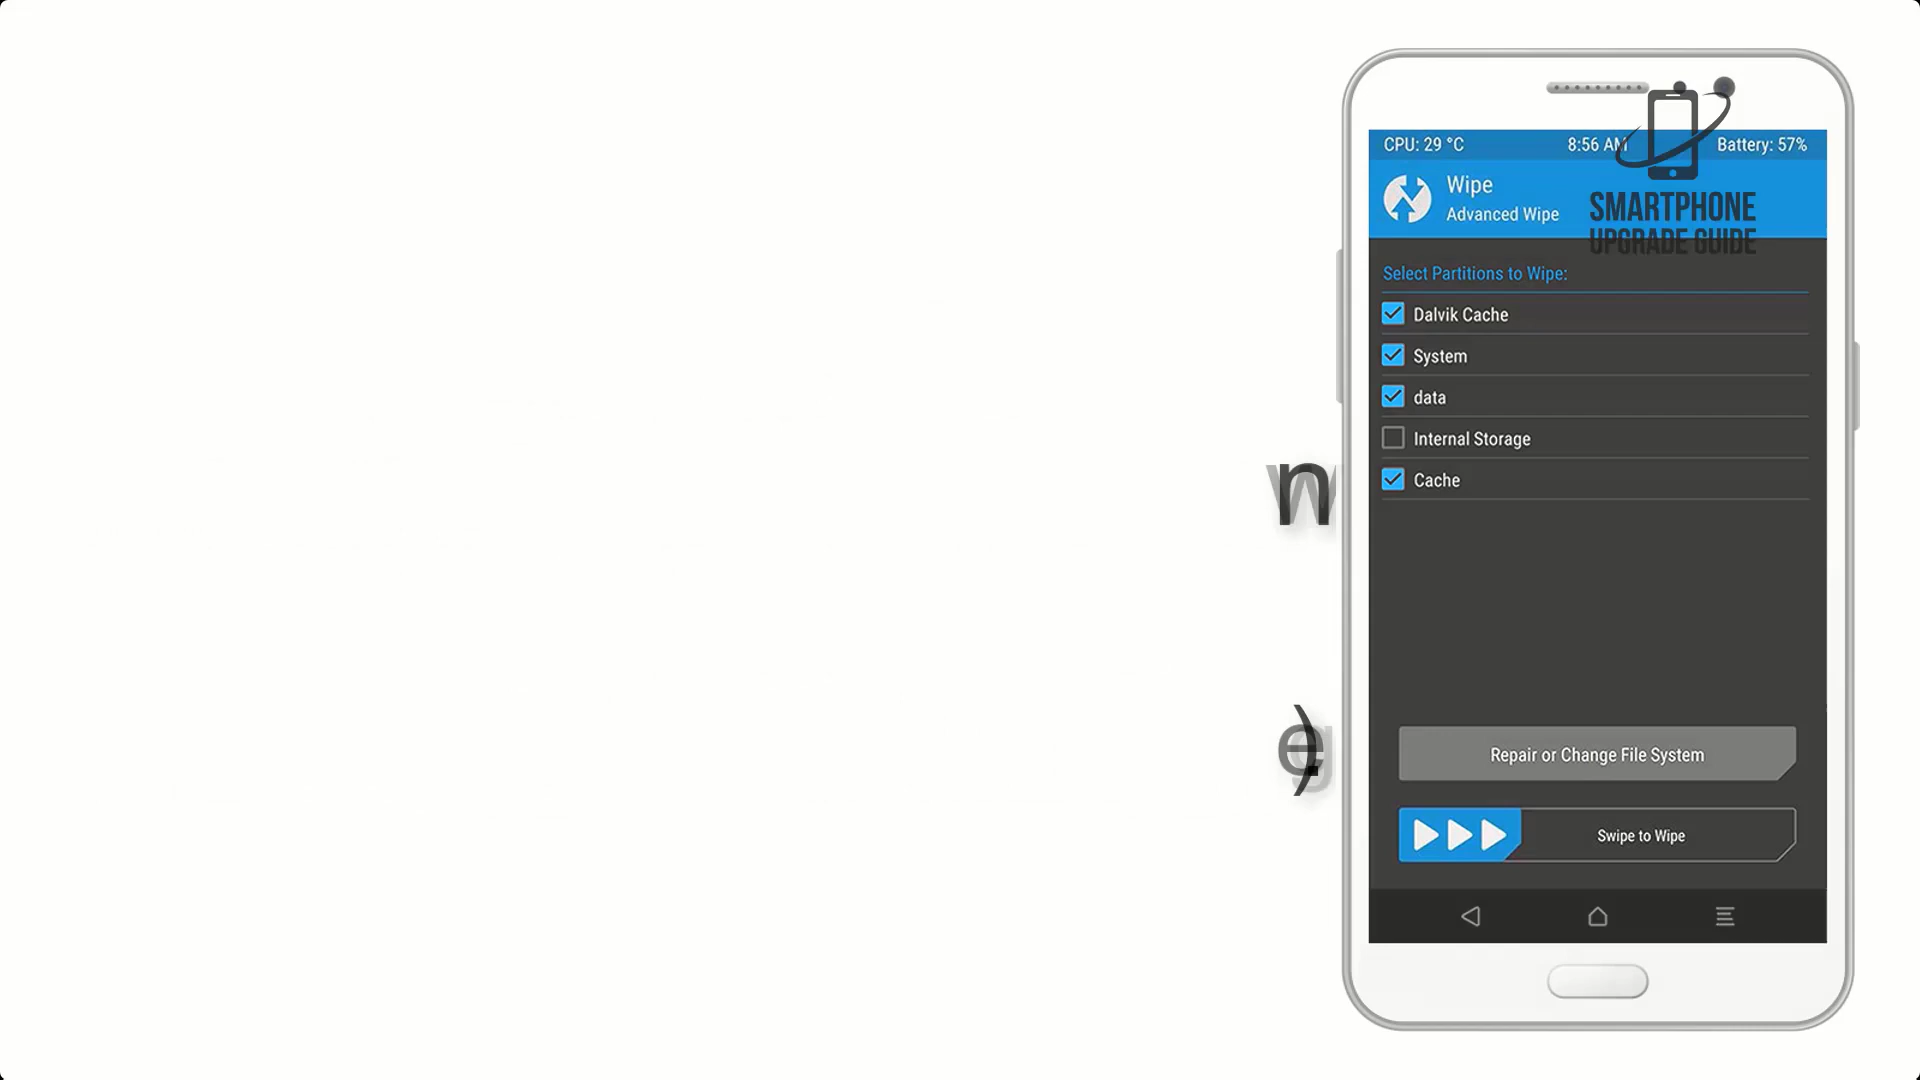 CPU: 29 °C 8:56 AM Battery: 57%
Wipe
Advanced Wipe
SMARTPHONE
UPGRADE GUIDE
Select Partitions to Wipe:
Dalvik Cache
System
data
Internal Storage
Cache
Repair or Change File System
Swipe to Wipe